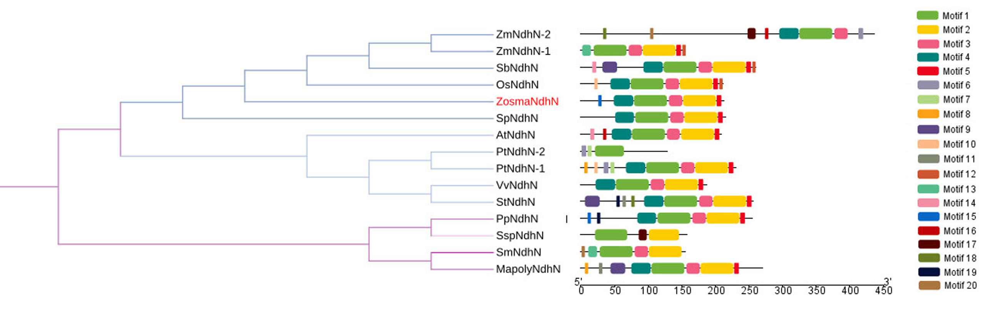 ZmNdhN-2
ZmNdhN-1
SbNdhN
OsNdhN
ZosmaNdhN
SpNdhN
AtNdhN
PtNdhN-2
PtNdhN-1
VvNdhN
StNdhN
PpNdhN
SspNdhN
SmNdhN
MapolyNdhN
5' 3'
0 50 100 150 200 250 300 350 400 450
Motif 1
Motif 2
Motif 3
Motif 4
Motif 5
Motif 6
Motif 7
Motif 8
Motif 9
Motif 10
Motif 11
Motif 12
Motif 13
Motif 14
Motif 15
Motif 16
Motif 17
Motif 18
Motif 19
Motif 20